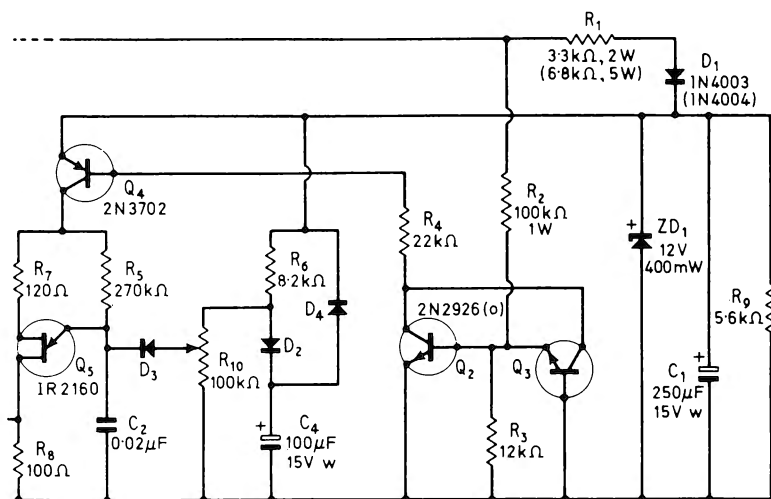 R1
3·3kΩ, 2W
(6·8kΩ, 5W)
D1
1N4003
(1N4004)
Q4
2N3702
R2
100kΩ
1W
R4
22kΩ
+
ZD1
12V
400mW
R7
120Ω
R5
270kΩ
R6
8·2kΩ
D4
2N2926(o)
R9
5·6kΩ
Q5
IR2160
D3
R10
100kΩ
D2
Q2
Q3
+
C1
250μF
15V w
C2
0·02μF
+
C4
100μF
15V w
R3
12kΩ
R8
100Ω